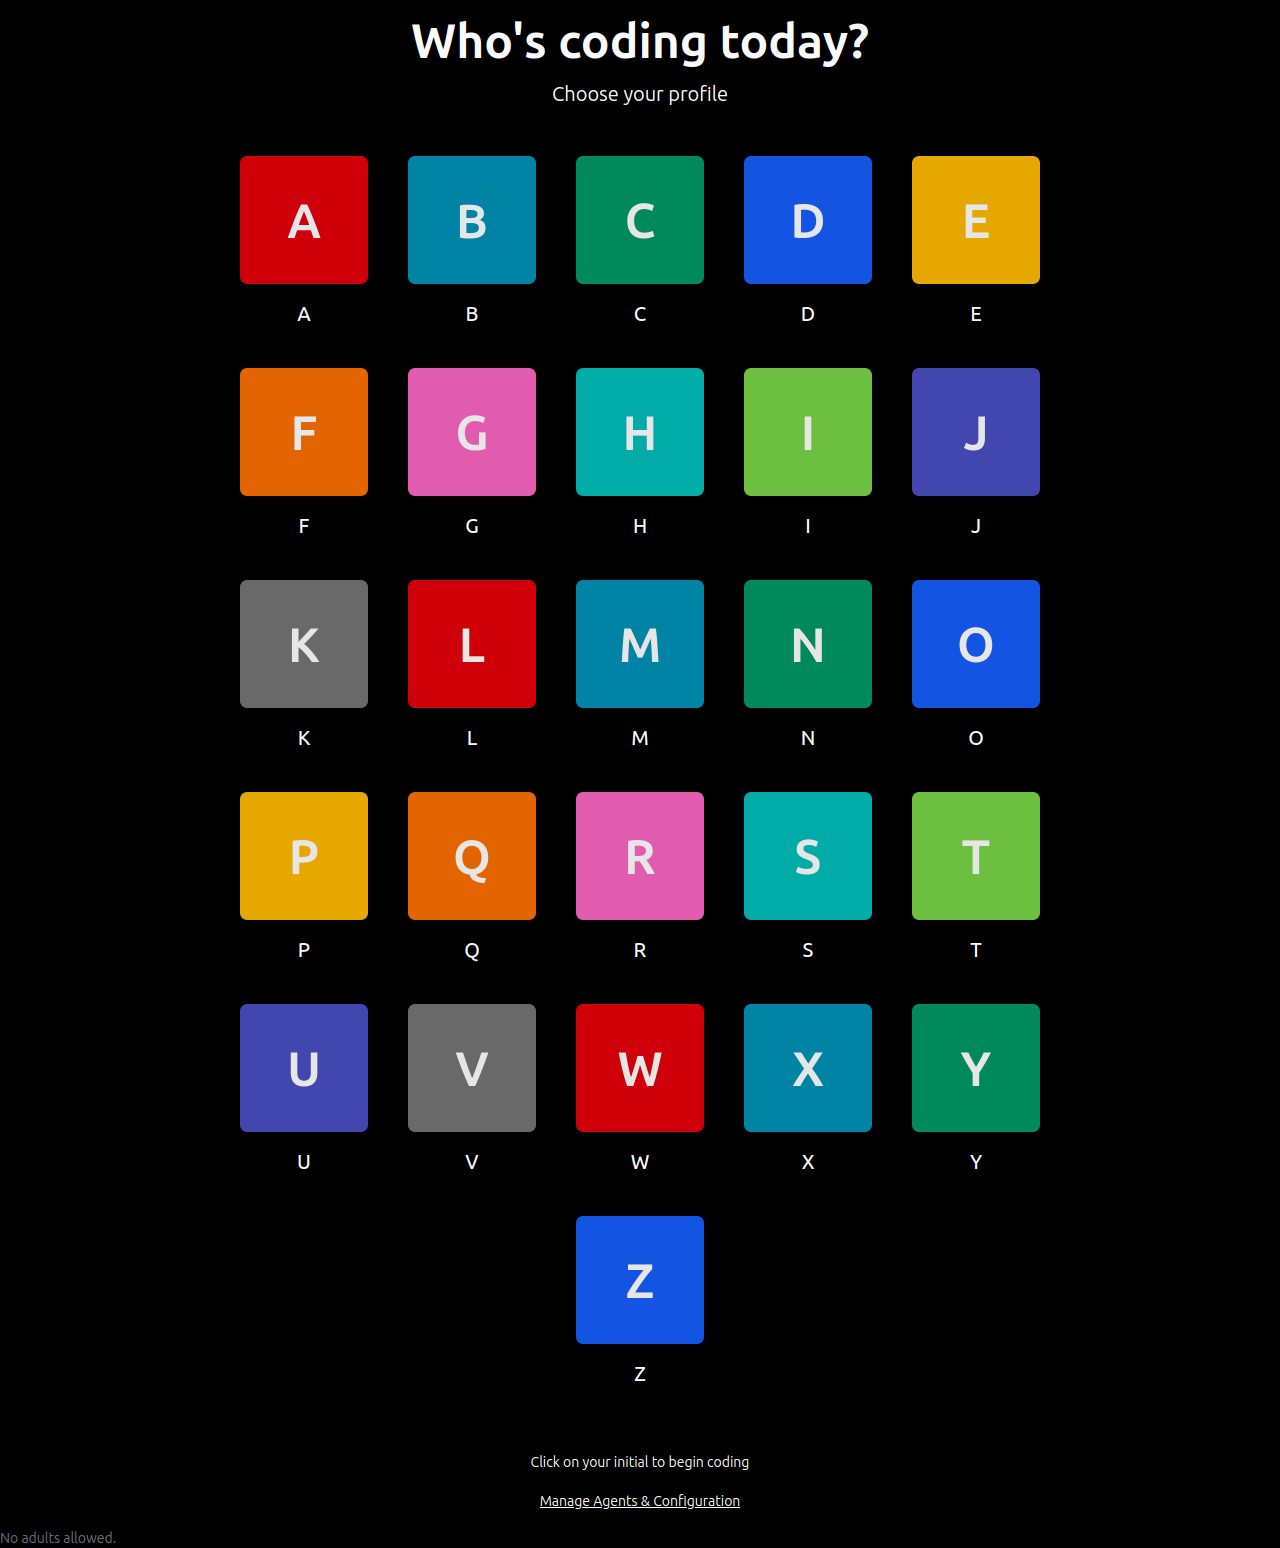 Who's coding today?
Choose your profile
A B C D E
A B C D E
F G H I J
F G H I J
K L M N O
K L M N O
P Q R S T
P Q R S T
U V W X Y
U V W X Y
Z
Z
Click on your initial to begin coding
Manage Agents & Configuration
No adults allowed.